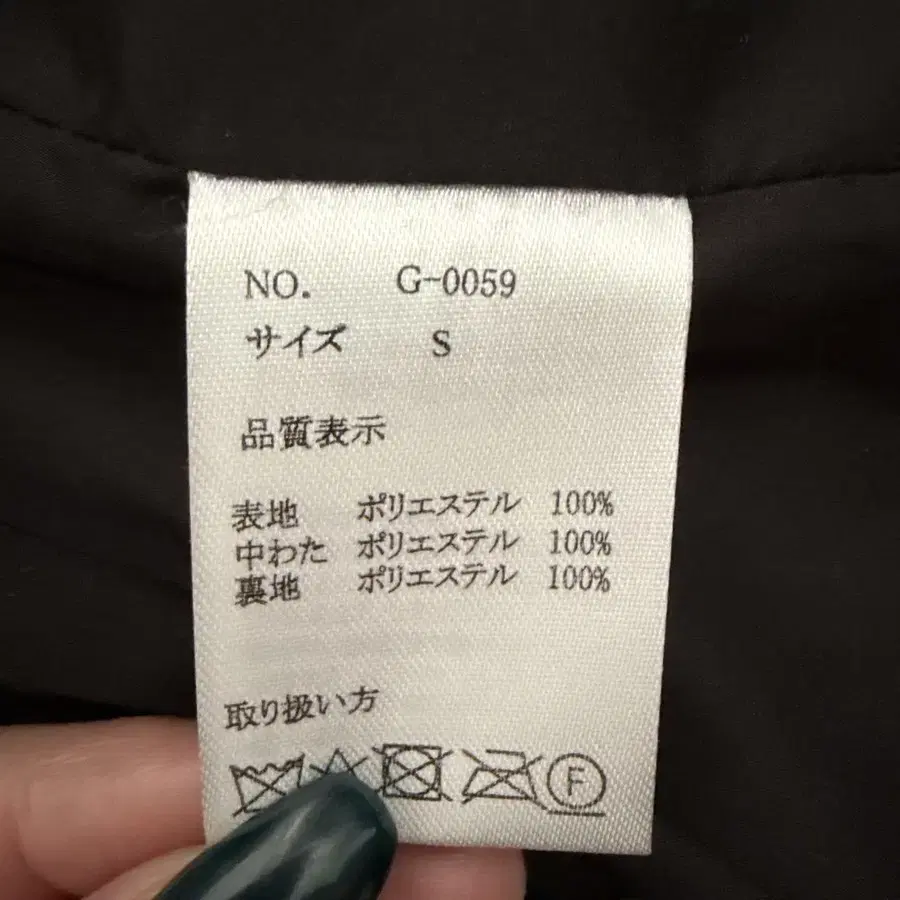 NO. G-0059
サイズ S
品質表示
表地 ポリエステル 100%
中わた ポリエステル 100%
裏地 ポリエステル 100%
取り扱い方
F